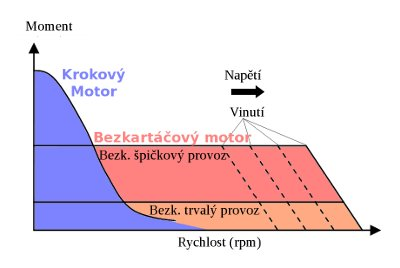 Moment
Krokový
Motor
Napětí
Vinutí
Bezkartáčový motor
Bezk. špičkový provoz
Bezk. trvalý provoz
Rychlost (rpm)